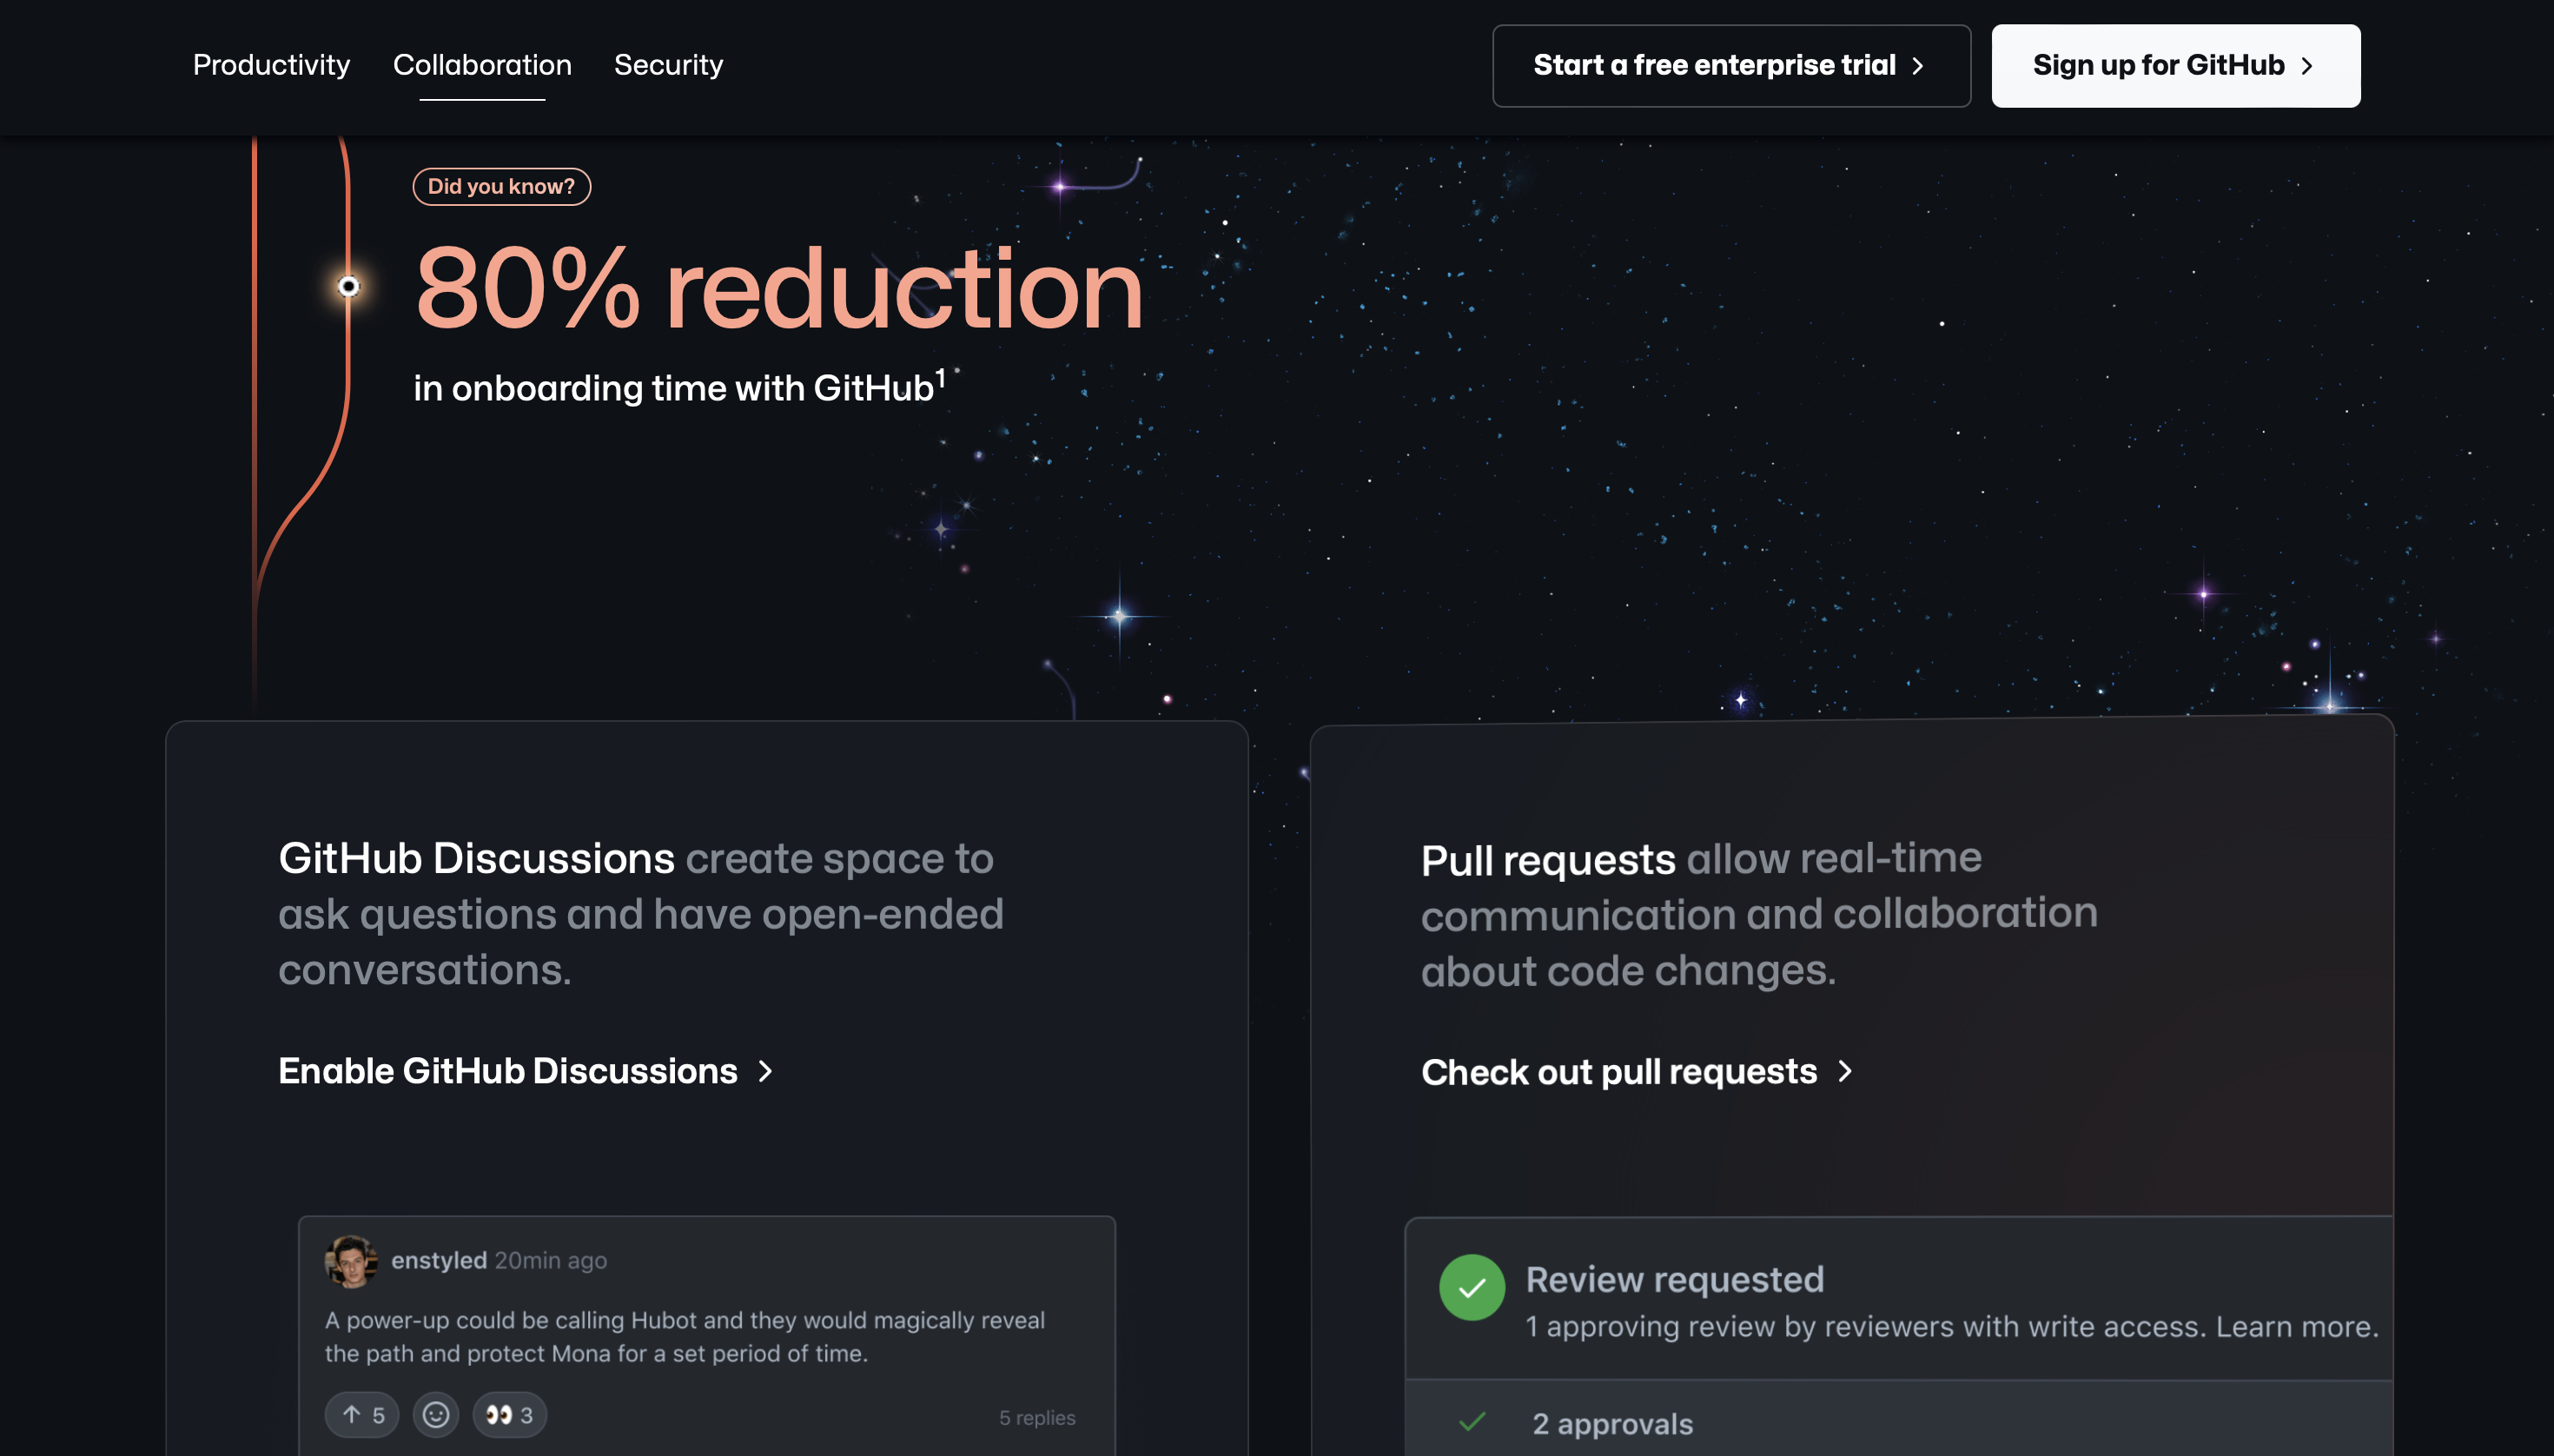 Productivity Collaboration Security Start a free enterprise trial Sign up for GitHub
Did you know?
80% reduction
in onboarding time with GitHub1
GitHub Discussions create space to
ask questions and have open-ended
conversations.
Enable GitHub Discussions
enstyled 20min ago
A power-up could be calling Hubot and they would magically reveal
the path and protect Mona for a set period of time.
5 3 5 replies
Pull requests allow real-time
communication and collaboration
about code changes.
Check out pull requests
Review requested
1 approving review by reviewers with write access. Learn more.
2 approvals